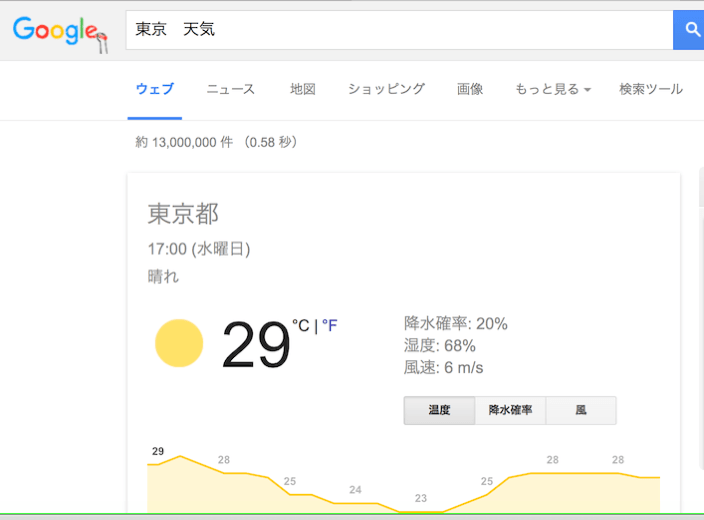 Google
東京　天気
ウェブ ニュース 地図 ショッピング 画像 もっと見る 検索ツール
約 13,000,000 件 （0.58 秒）
東京都
17:00 (水曜日)
晴れ
29 °C | °F
降水確率: 20%
湿度: 68%
風速: 6 m/s
温度 降水確率 風
29 28 25 24 23 25 28 28